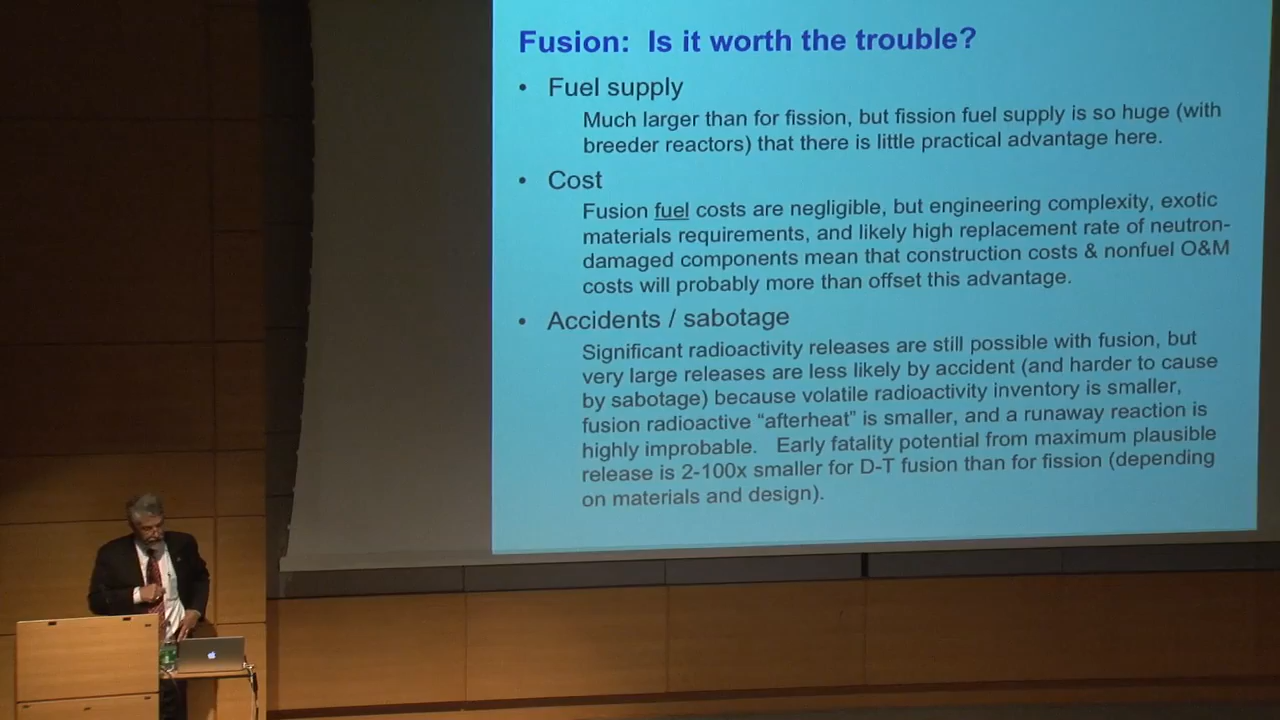 Fusion: Is it worth the trouble?
• Fuel supply
Much larger than for fission, but fission fuel supply is so huge (with
breeder reactors) that there is little practical advantage here.
• Cost
Fusion fuel costs are negligible, but engineering complexity, exotic
materials requirements, and likely high replacement rate of neutron-
damaged components mean that construction costs & nonfuel O&M
costs will probably more than offset this advantage.
• Accidents / sabotage
Significant radioactivity releases are still possible with fusion, but
very large releases are less likely by accident (and harder to cause
by sabotage) because volatile radioactivity inventory is smaller,
fusion radioactive “afterheat” is smaller, and a runaway reaction is
highly improbable. Early fatality potential from maximum plausible
release is 2-100x smaller for D-T fusion than for fission (depending
on materials and design).